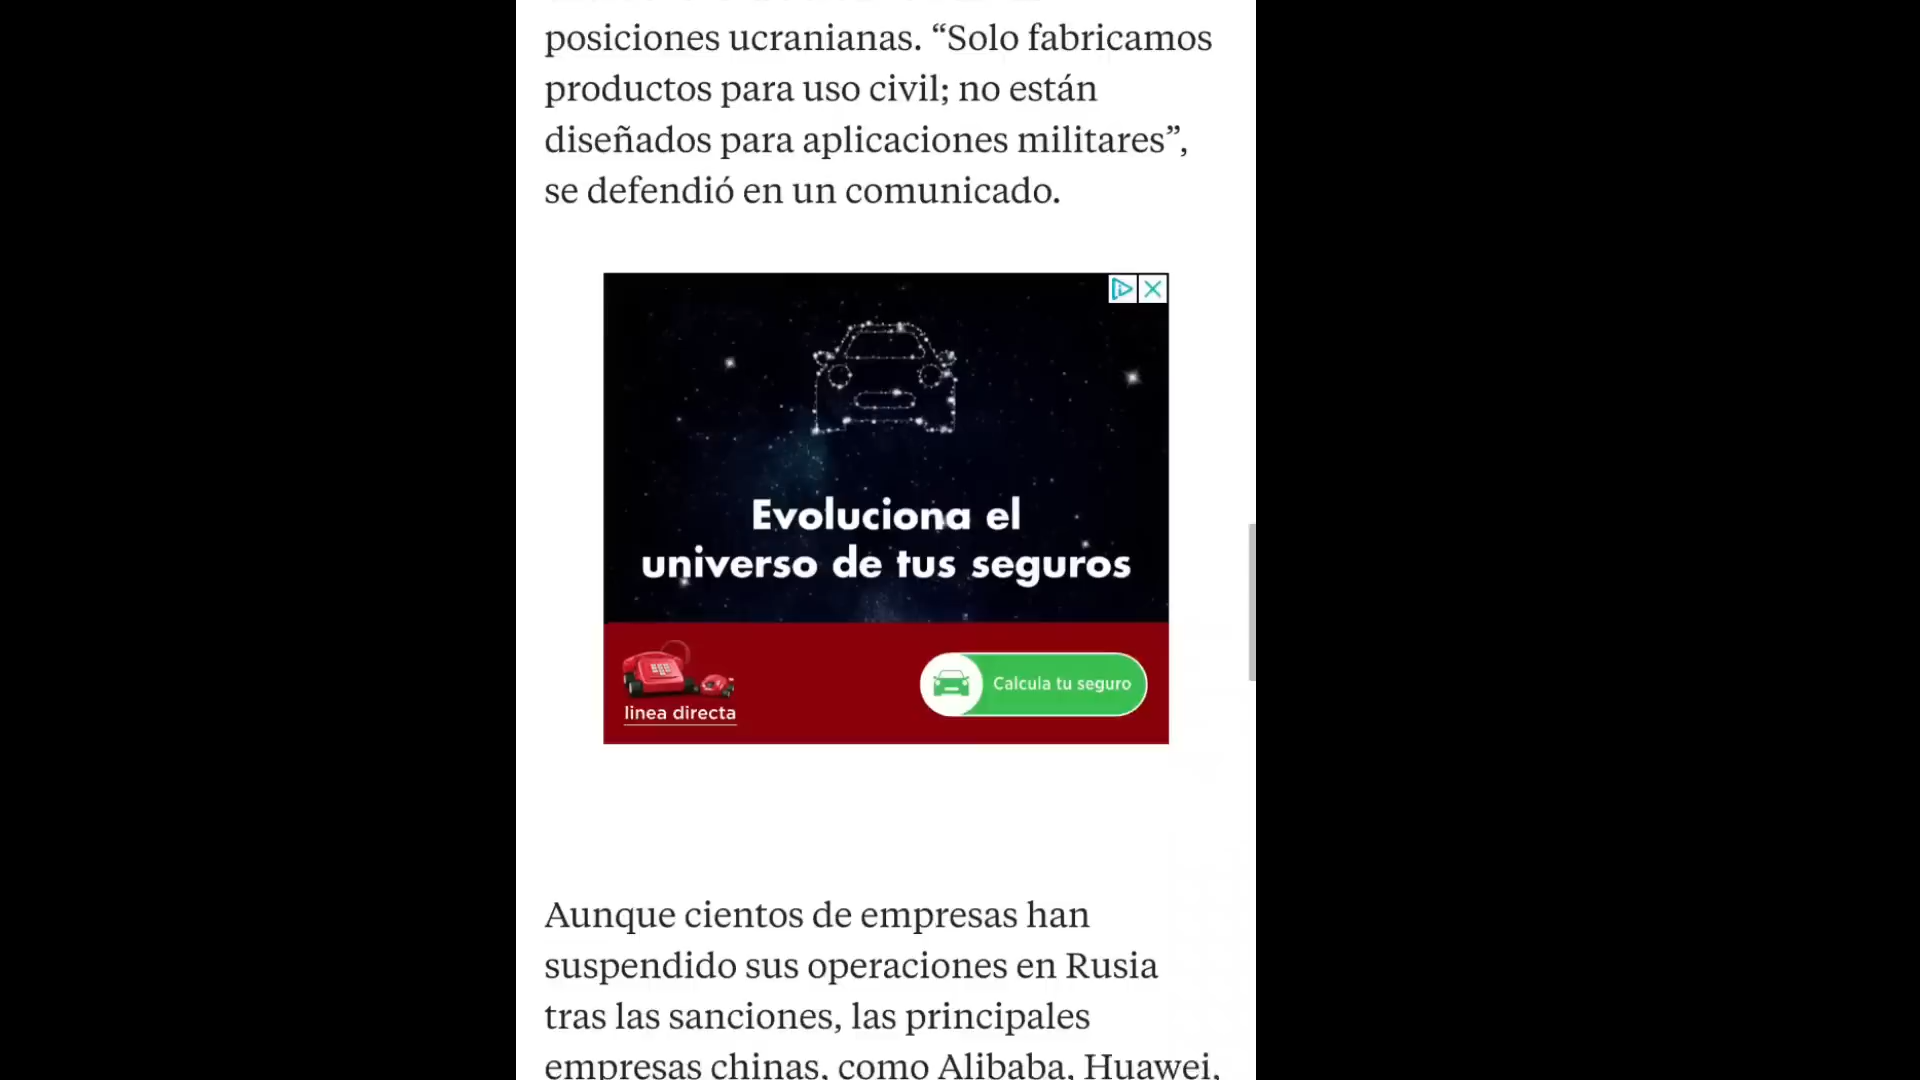 posiciones ucranianas. “Solo fabricamos
productos para uso civil; no están
diseñados para aplicaciones militares”,
se defendió en un comunicado.
Evoluciona el
universo de tus seguros
linea directa
Calcula tu seguro
Aunque cientos de empresas han
suspendido sus operaciones en Rusia
tras las sanciones, las principales
empresas chinas, como Alibaba, Huawei,